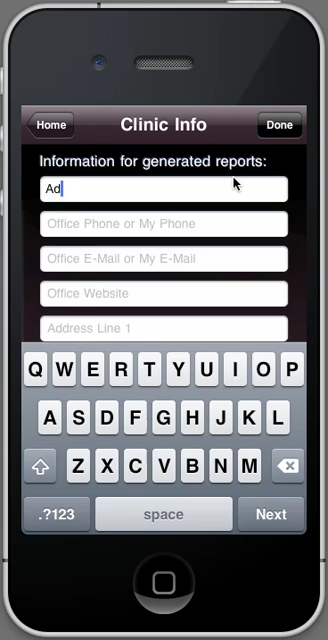 Home
Clinic Info
Done
Information for generated reports:
Ad
Office Phone or My Phone
Office E-Mail or My E-Mail
Office Website
Address Line 1
Q W E R T Y U I O P
A S D F G H J K L
Z X C V B N M
.?123
space
Next